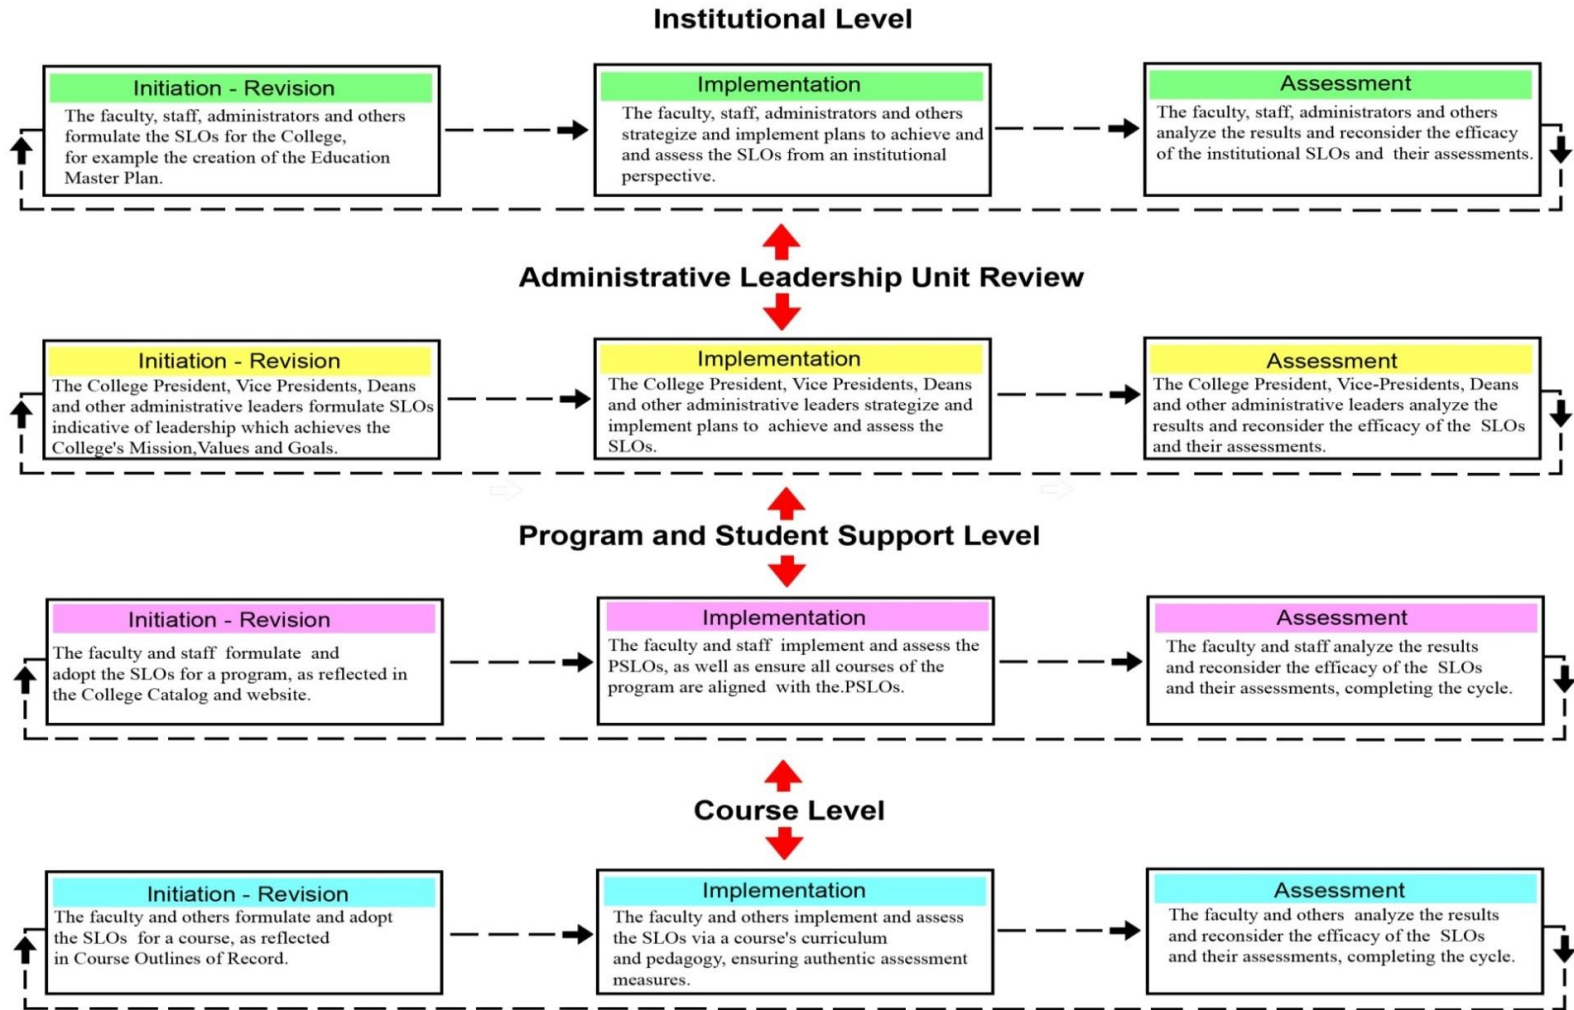 Institutional Level
Initiation - Revision
The faculty, staff, administrators and others
formulate the SLOs for the College,
for example the creation of the Education
Master Plan.
Implementation
The faculty, staff, administrators and others
strategize and implement plans to achieve and
and assess the SLOs from an institutional
perspective.
Assessment
The faculty, staff, administrators and others
analyze the results and reconsider the efficacy
of the institutional SLOs and their assessments.
Administrative Leadership Unit Review
Initiation - Revision
The College President, Vice Presidents, Deans
and other administrative leaders formulate SLOs
indicative of leadership which achieves the
College's Mission,Values and Goals.
Implementation
The College President, Vice Presidents, Deans
and other administrative leaders strategize and
implement plans to achieve and assess the
SLOs.
Assessment
The College President, Vice-Presidents, Deans
and other administrative leaders analyze the
results and reconsider the efficacy of the SLOs
and their assessments.
Program and Student Support Level
Initiation - Revision
The faculty and staff formulate and
adopt the SLOs for a program, as reflected in
the College Catalog and website.
Implementation
The faculty and staff implement and assess the
PSLOs, as well as ensure all courses of the
program are aligned with the.PSLOs.
Assessment
The faculty and staff analyze the results
and reconsider the efficacy of the SLOs
and their assessments, completing the cycle.
Course Level
Initiation - Revision
The faculty and others formulate and adopt
the SLOs for a course, as reflected
in Course Outlines of Record.
Implementation
The faculty and others implement and assess
the SLOs via a course's curriculum
and pedagogy, ensuring authentic assessment
measures.
Assessment
The faculty and others analyze the results
and reconsider the efficacy of the SLOs
and their assessments, completing the cycle.